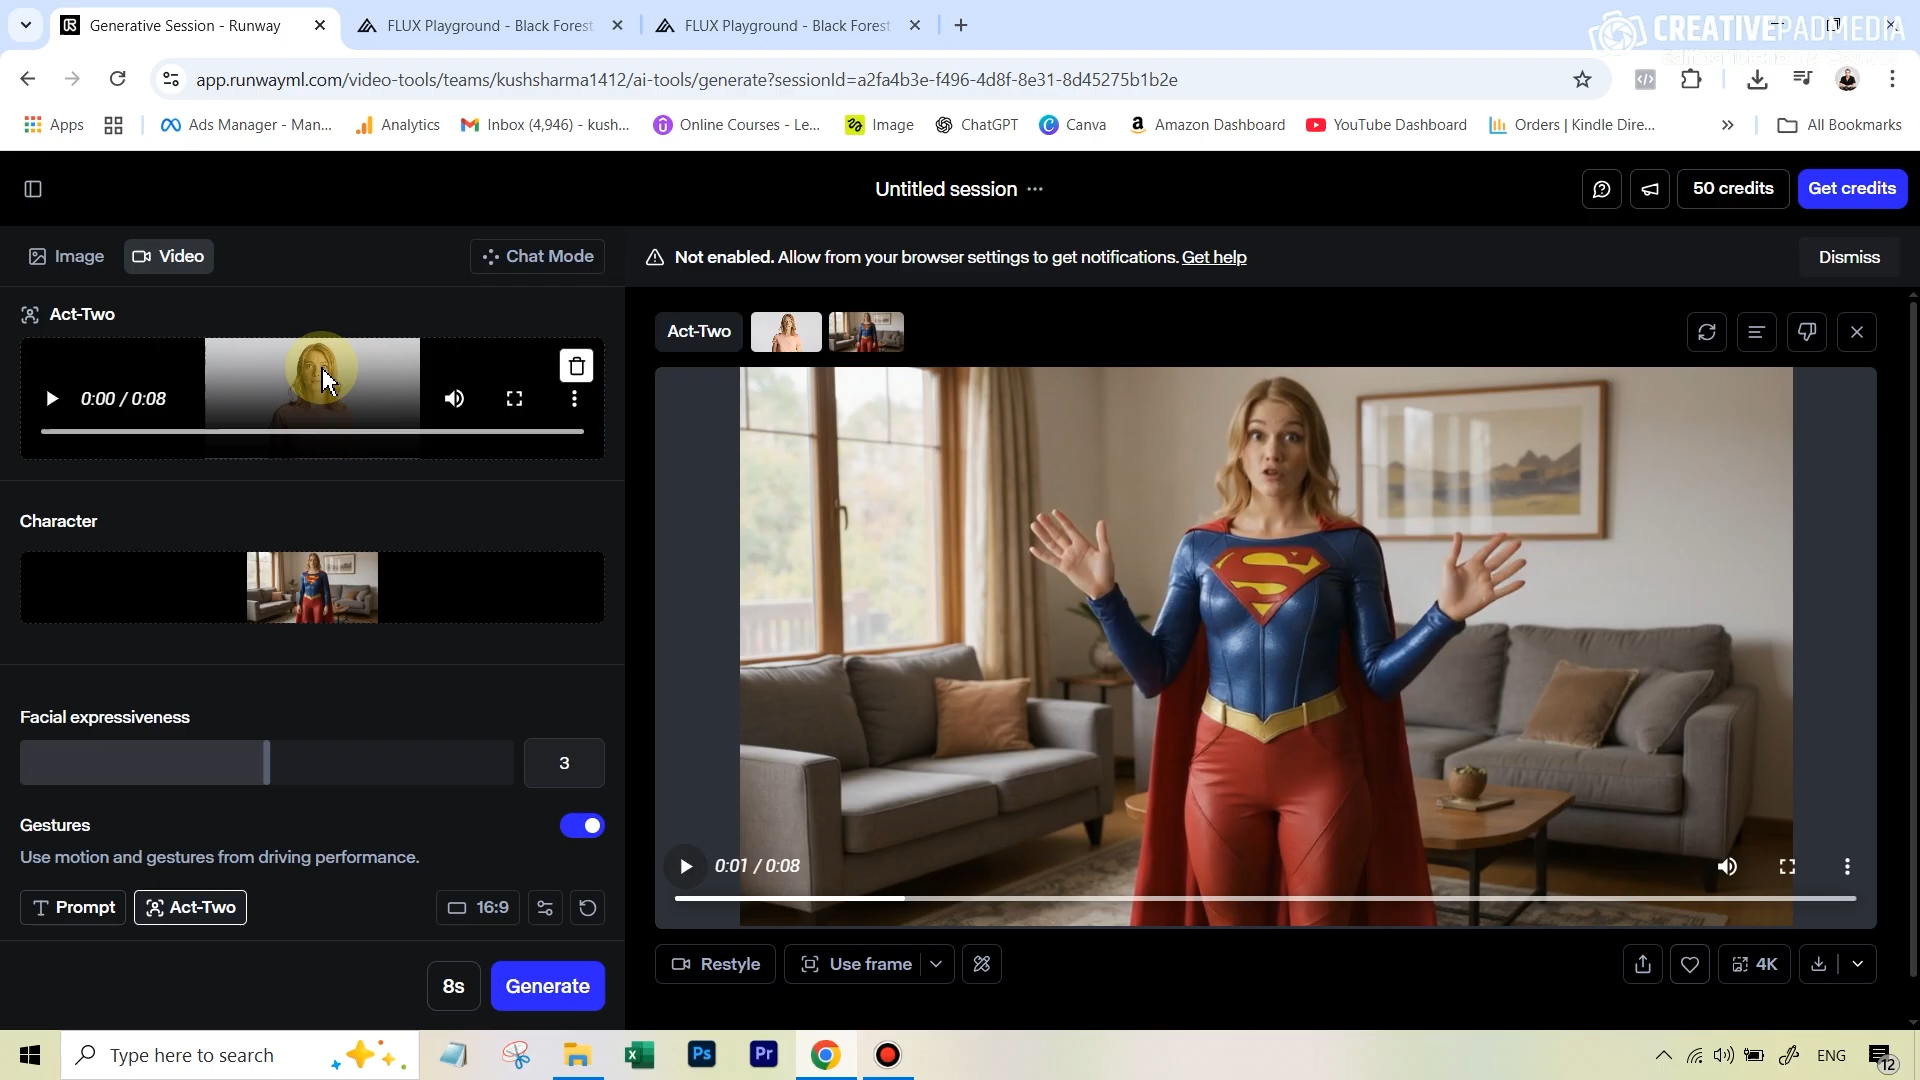 Generative Session - Runway
FLUX Playground - Black Forest
FLUX Playground - Black Forest
CREATIVEPADMEDIA
app.runwayml.com/video-tools/teams/kushsharma1412/ai-tools/generate?sessionId=a2fa4b3e-f496-4d8f-8e31-8d45275b1b2e
Apps
Ads Manager - Man...
Analytics
Inbox (4,946) - kush...
Online Courses - Le...
Image
ChatGPT
Canva
Amazon Dashboard
YouTube Dashboard
Orders | Kindle Dire...
All Bookmarks
Untitled session
50 credits
Get credits
Image
Video
Chat Mode
Not enabled. Allow from your browser settings to get notifications. Get help
Dismiss
Act-Two
0:00 / 0:08
Character
Facial expressiveness
3
Gestures
Use motion and gestures from driving performance.
Prompt
Act-Two
16:9
8s
Generate
Act-Two
S
0:01 / 0:08
Restyle
Use frame
4K
Type here to search
Ps
Pr
ENG
12